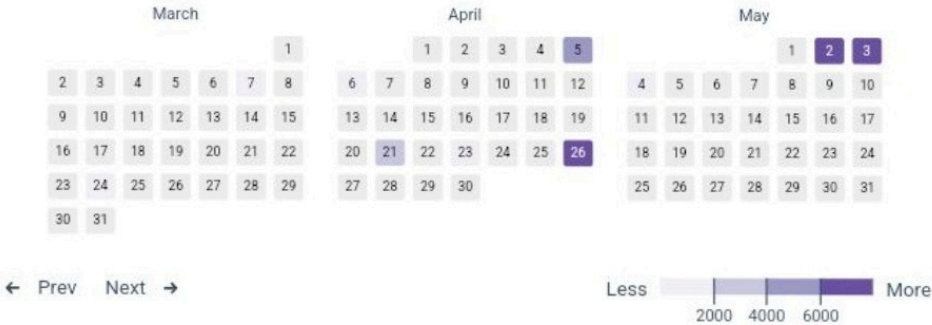 March April May
1 1 2 3 4 5 1 2 3
2 3 4 5 6 7 8 6 7 8 9 10 11 12 4 5 6 7 8 9 10
9 10 11 12 13 14 15 13 14 15 16 17 18 19 11 12 13 14 15 16 17
16 17 18 19 20 21 22 20 21 22 23 24 25 26 18 19 20 21 22 23 24
23 24 25 26 27 28 29 27 28 29 30 25 26 27 28 29 30 31
30 31
← Prev Next → Less More
2000 4000 6000